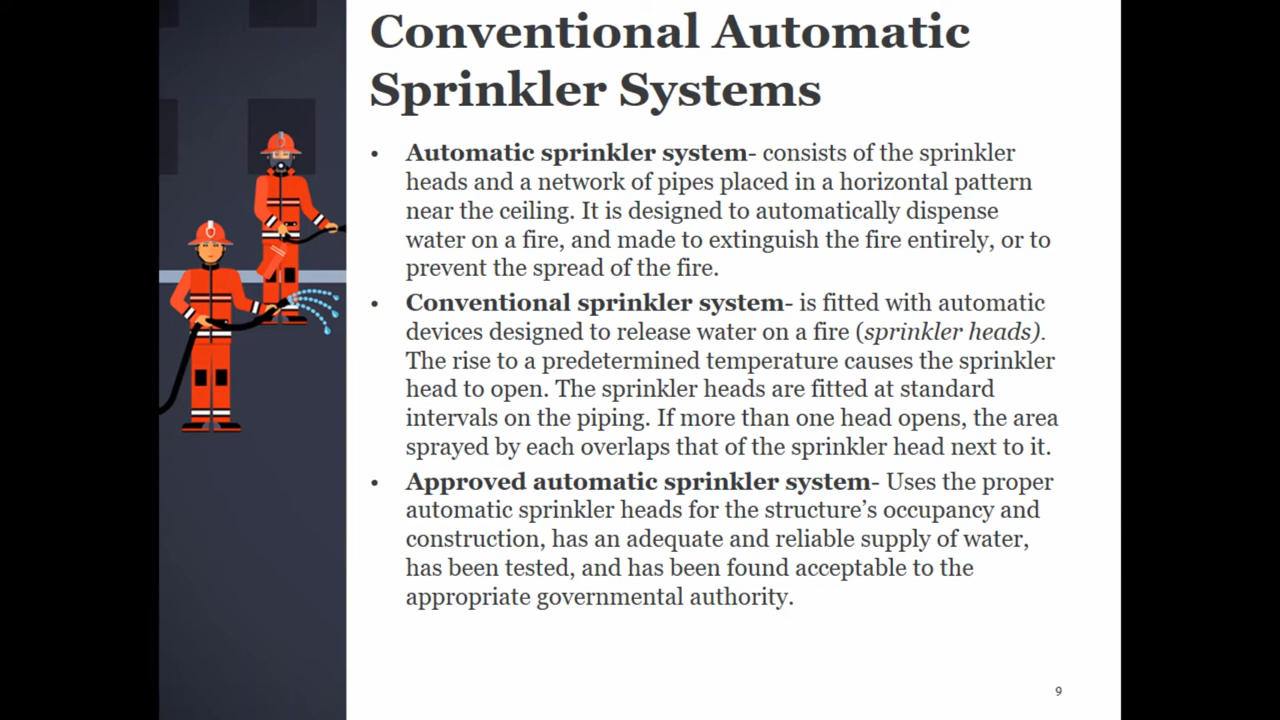 Conventional Automatic
Sprinkler Systems
• Automatic sprinkler system- consists of the sprinkler
heads and a network of pipes placed in a horizontal pattern
near the ceiling. It is designed to automatically dispense
water on a fire, and made to extinguish the fire entirely, or to
prevent the spread of the fire.
• Conventional sprinkler system- is fitted with automatic
devices designed to release water on a fire (sprinkler heads).
The rise to a predetermined temperature causes the sprinkler
head to open. The sprinkler heads are fitted at standard
intervals on the piping. If more than one head opens, the area
sprayed by each overlaps that of the sprinkler head next to it.
• Approved automatic sprinkler system- Uses the proper
automatic sprinkler heads for the structure’s occupancy and
construction, has an adequate and reliable supply of water,
has been tested, and has been found acceptable to the
appropriate governmental authority.
9